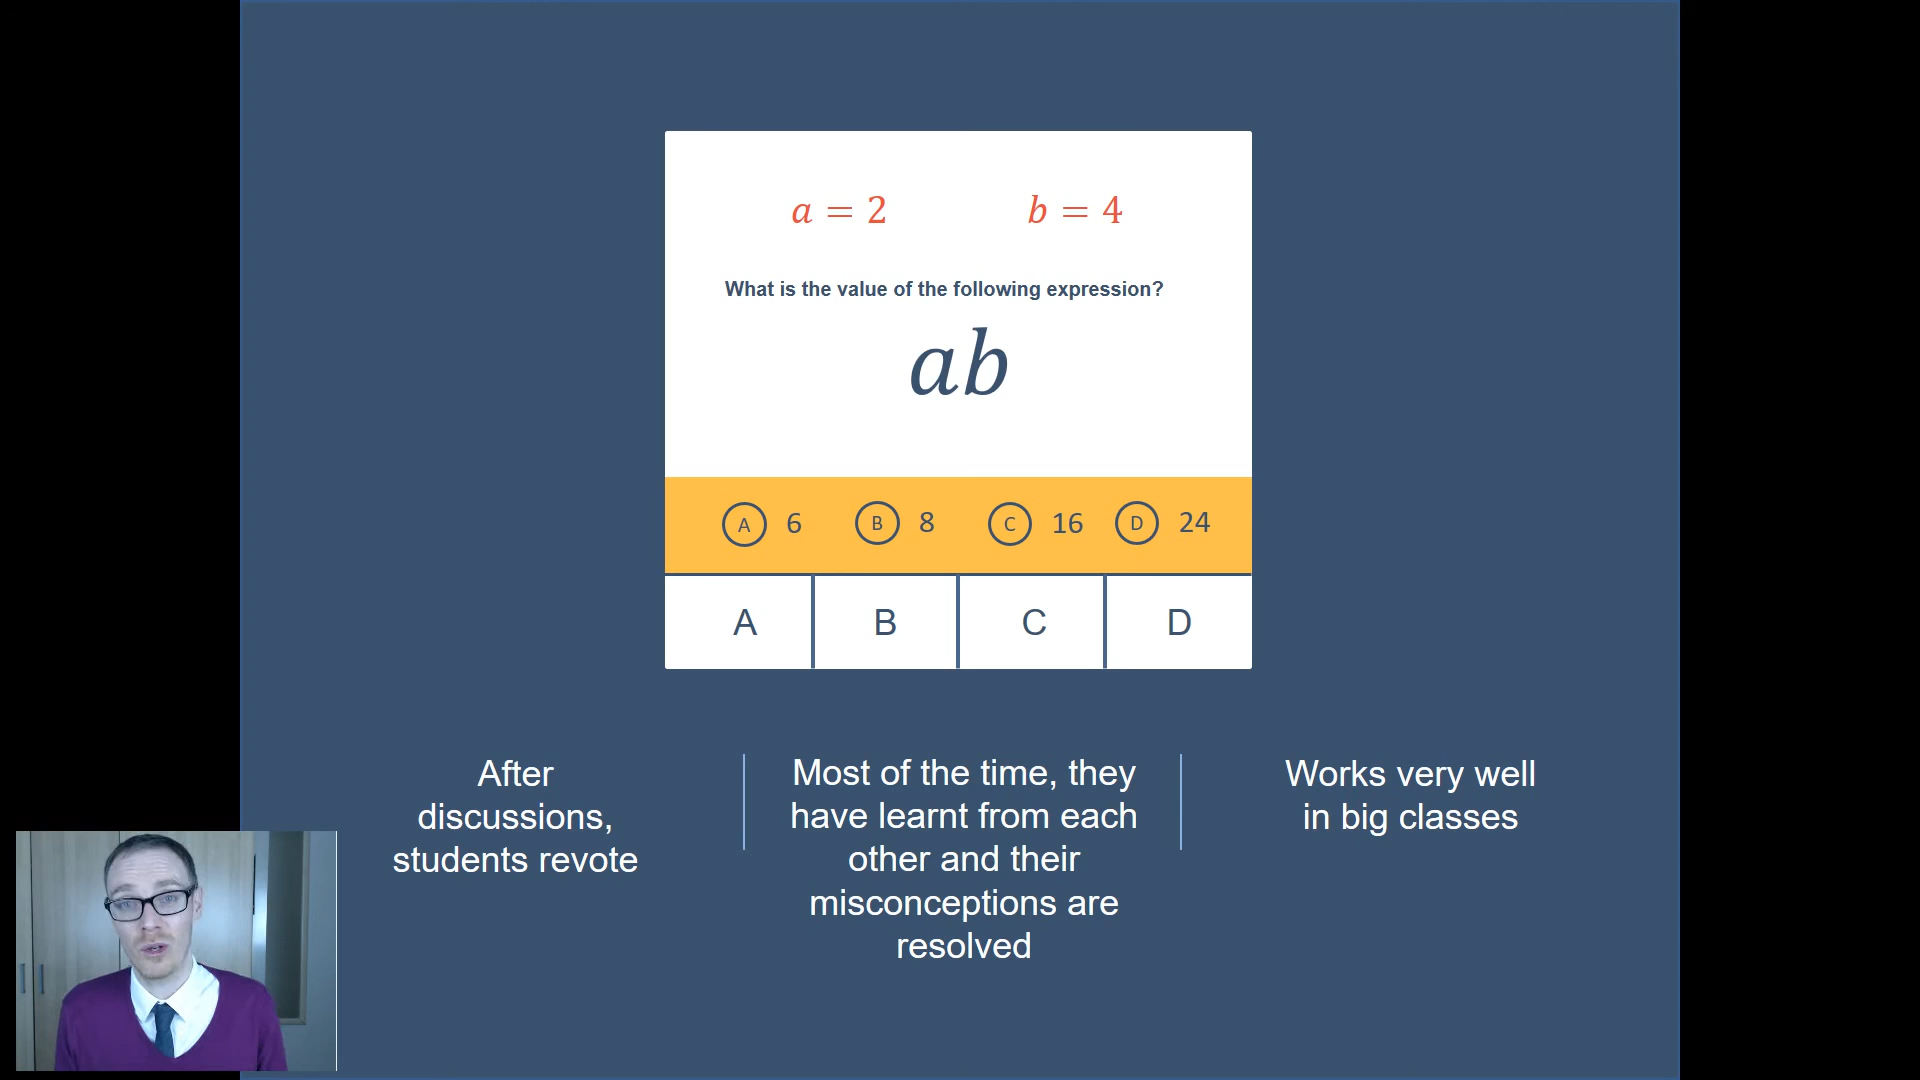 a = 2
b = 4
What is the value of the following expression?
ab
A 6 B 8 C 16 D 24
A B C D
After
discussions,
students revote
Most of the time, they
have learnt from each
other and their
misconceptions are
resolved
Works very well
in big classes